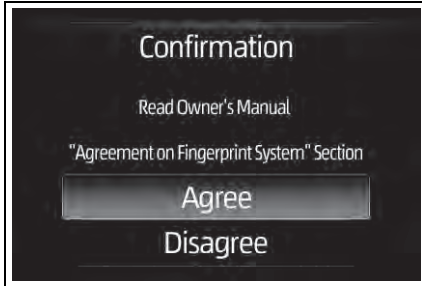 Confirmation
Read Owner's Manual
"Agreement on Fingerprint System" Section
Agree
Disagree